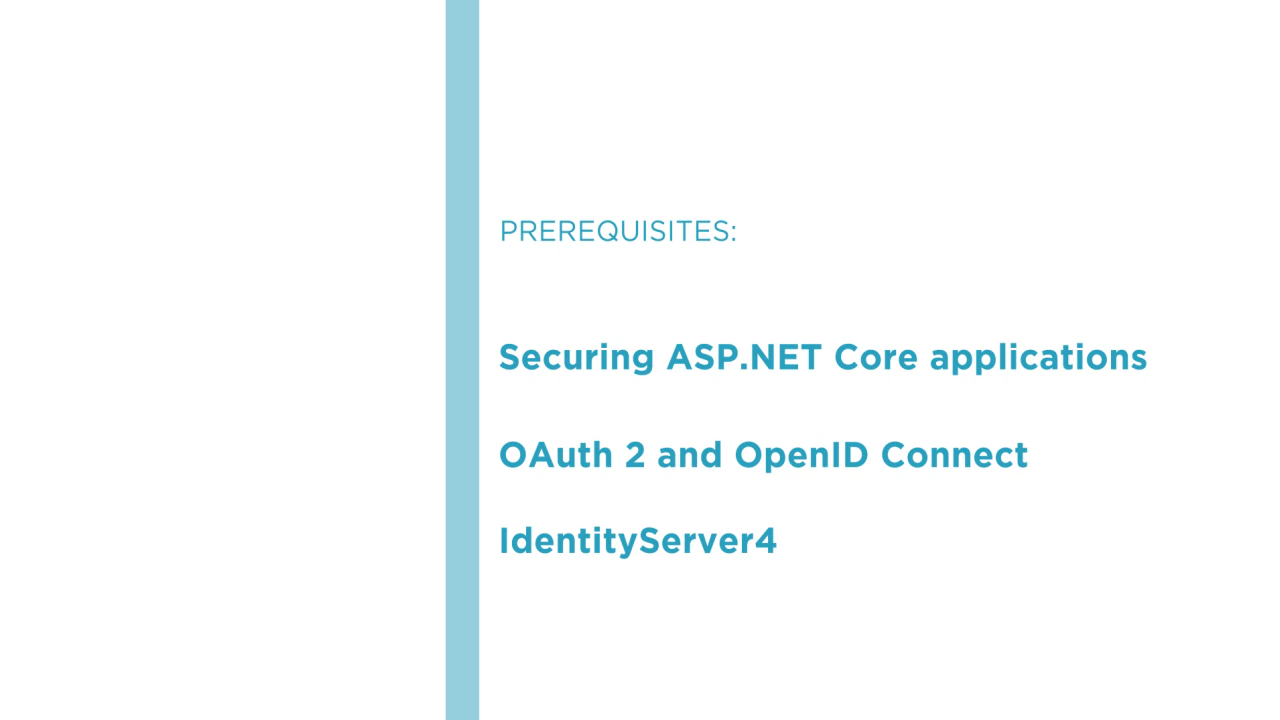 PREREQUISITES:
Securing ASP.NET Core applications
OAuth 2 and OpenID Connect
IdentityServer4